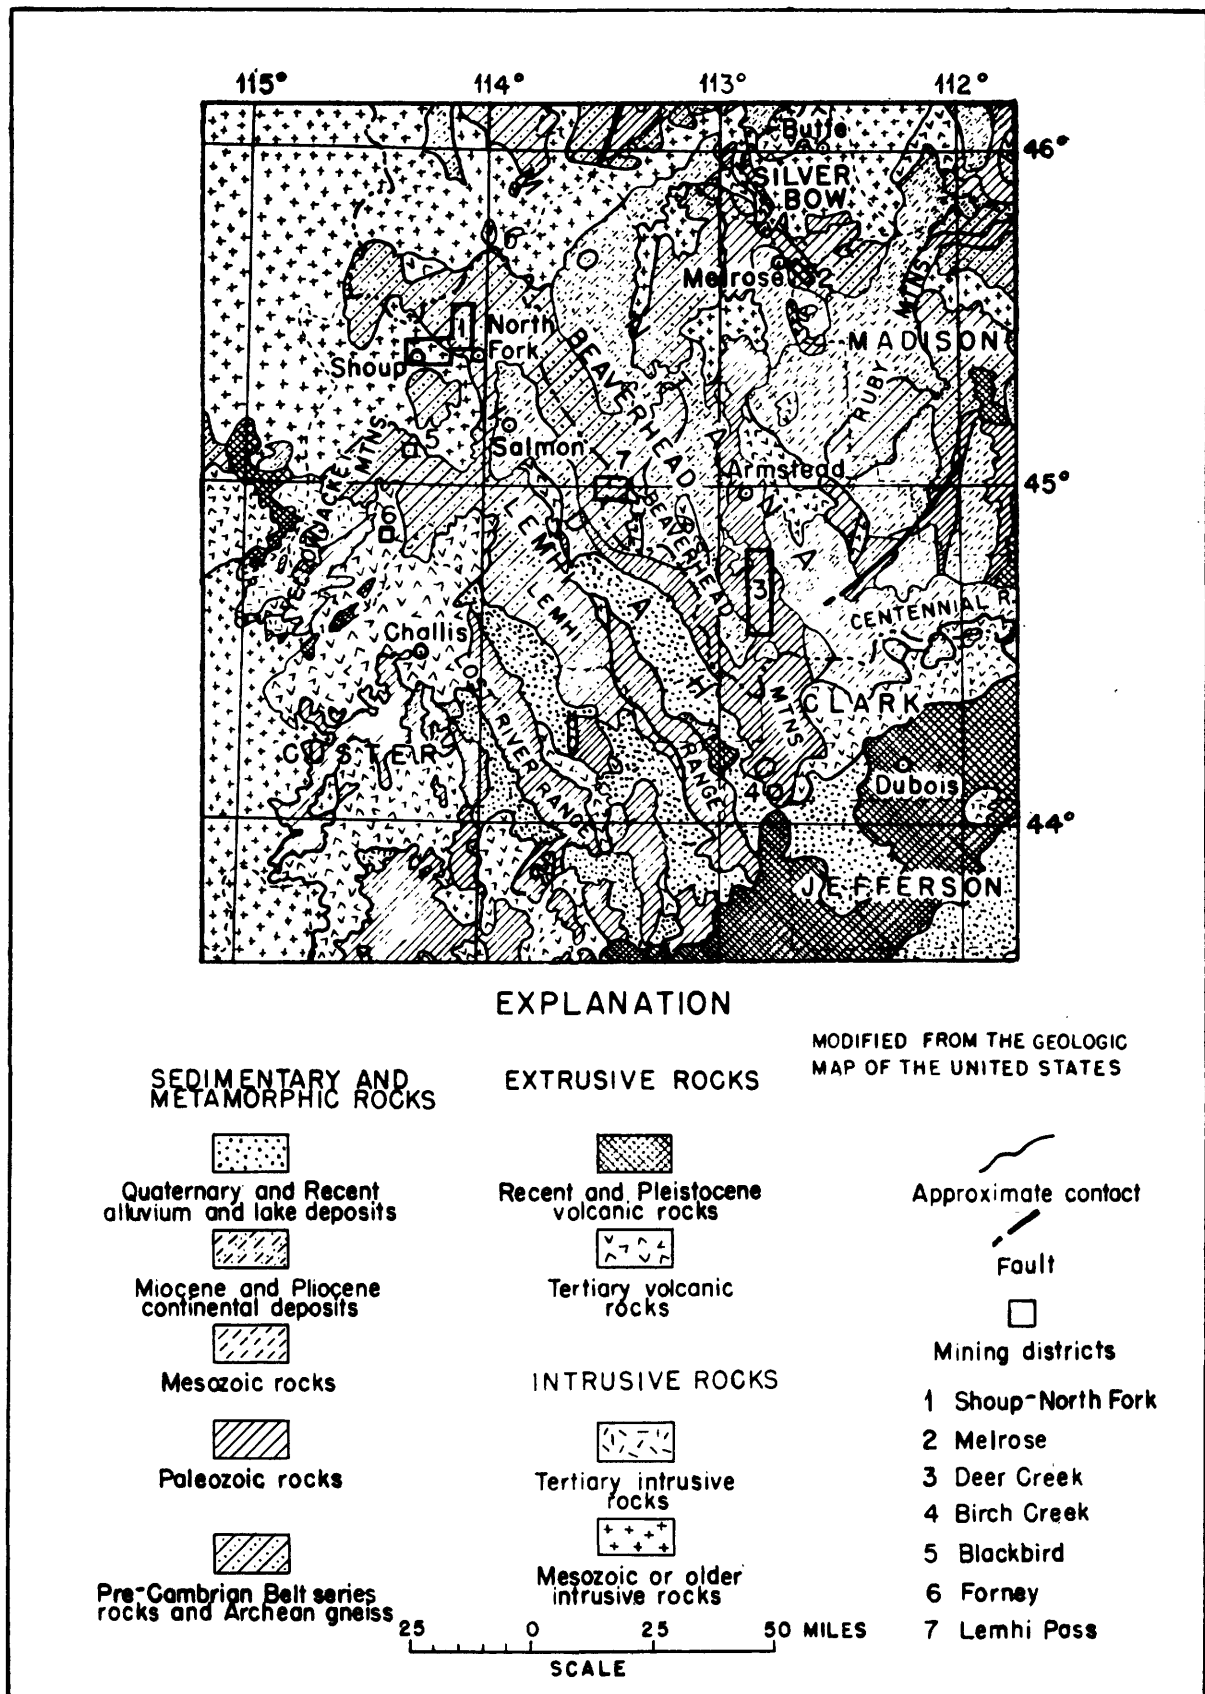 115° 114° 113° 112°
Butte
46°
SILVER
BOW
M
O
Melrose
2
MTNS
North
1
Fork
Shoup
BEAVERHEAD
MADISON
RUBY
N
T
A
N
A
Salmon
5
7
Armstead
45°
YELLOWJACKET
MTNS
6
BEAVERHEAD
LEMHI
LEMHI
I
D
A
H
O
3
CENTENNIAL
Challis
LOST RIVER RANGE
MTNS
CLARK
CUSTER
RANGE
4
Dubois
44°
JEFFERSON
EXPLANATION
MODIFIED FROM THE GEOLOGIC
MAP OF THE UNITED STATES
SEDIMENTARY AND
METAMORPHIC ROCKS
Quaternary and Recent
alluvium and lake deposits
Miocene and Pliocene
continental deposits
Mesozoic rocks
Paleozoic rocks
Pre-Cambrian Belt series
rocks and Archean gneiss
EXTRUSIVE ROCKS
Recent and Pleistocene
volcanic rocks
Tertiary volcanic
rocks
INTRUSIVE ROCKS
Tertiary intrusive
rocks
Mesozoic or older
intrusive rocks
Approximate contact
Fault
Mining districts
1 Shoup-North Fork
2 Melrose
3 Deer Creek
4 Birch Creek
5 Blackbird
6 Forney
7 Lemhi Pass
25 0 25 50 MILES
SCALE